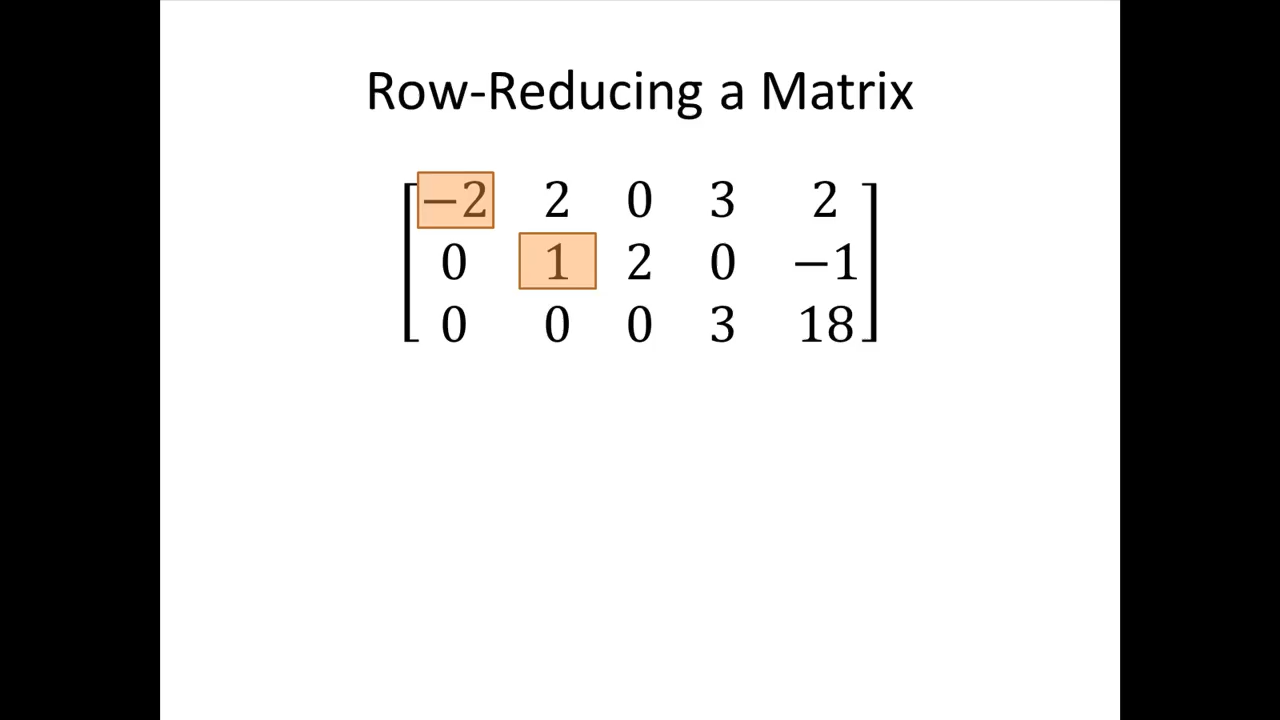 Row-Reducing a Matrix
−2 2 0 3 2
0 1 2 0 −1
0 0 0 3 18